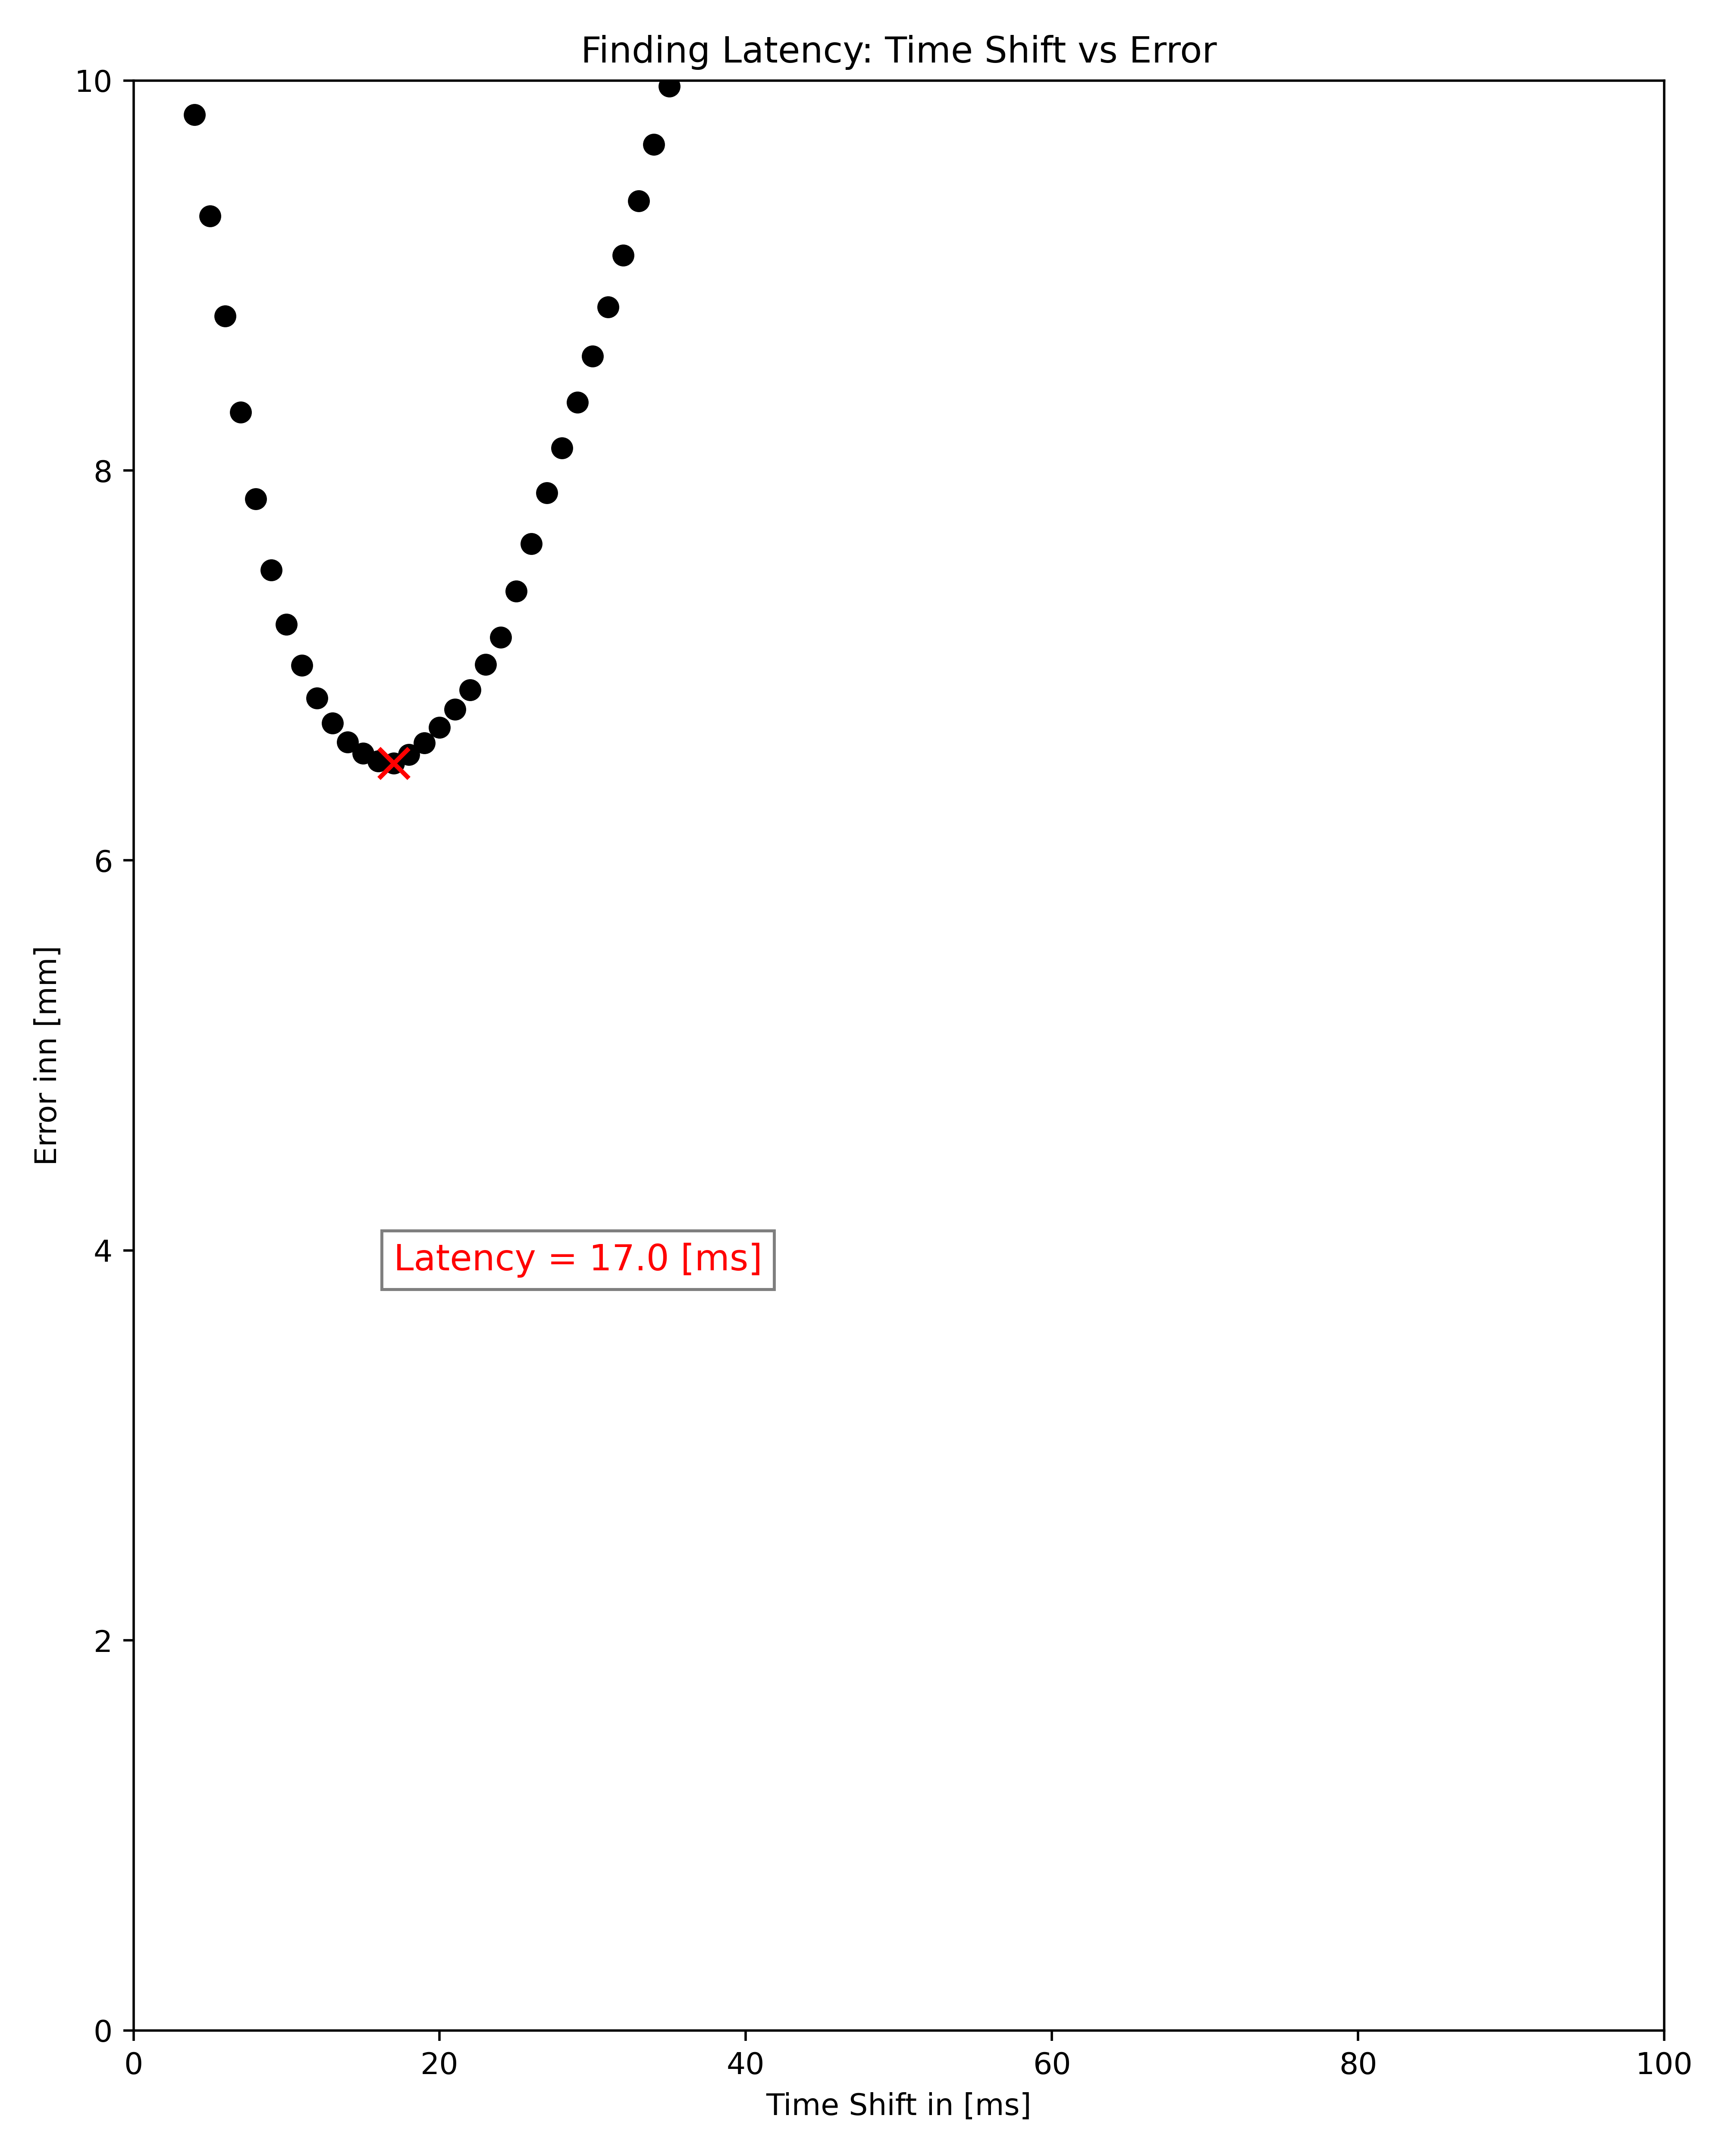 Finding Latency: Time Shift vs Error
10
8
6
4
2
0
Error inn [mm]
Latency = 17.0 [ms]
0 20 40 60 80 100
Time Shift in [ms]